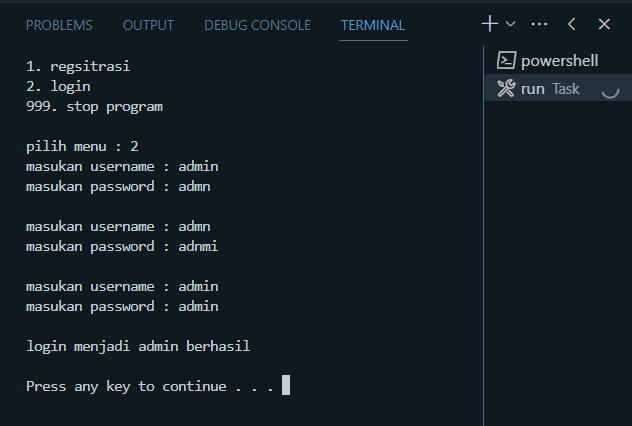 PROBLEMS OUTPUT DEBUG CONSOLE TERMINAL
powershell
run Task
1. regsitrasi
2. login
999. stop program
pilih menu : 2
masukan username : admin
masukan password : admn
masukan username : admn
masukan password : adnmi
masukan username : admin
masukan password : admin
login menjadi admin berhasil
Press any key to continue . . .